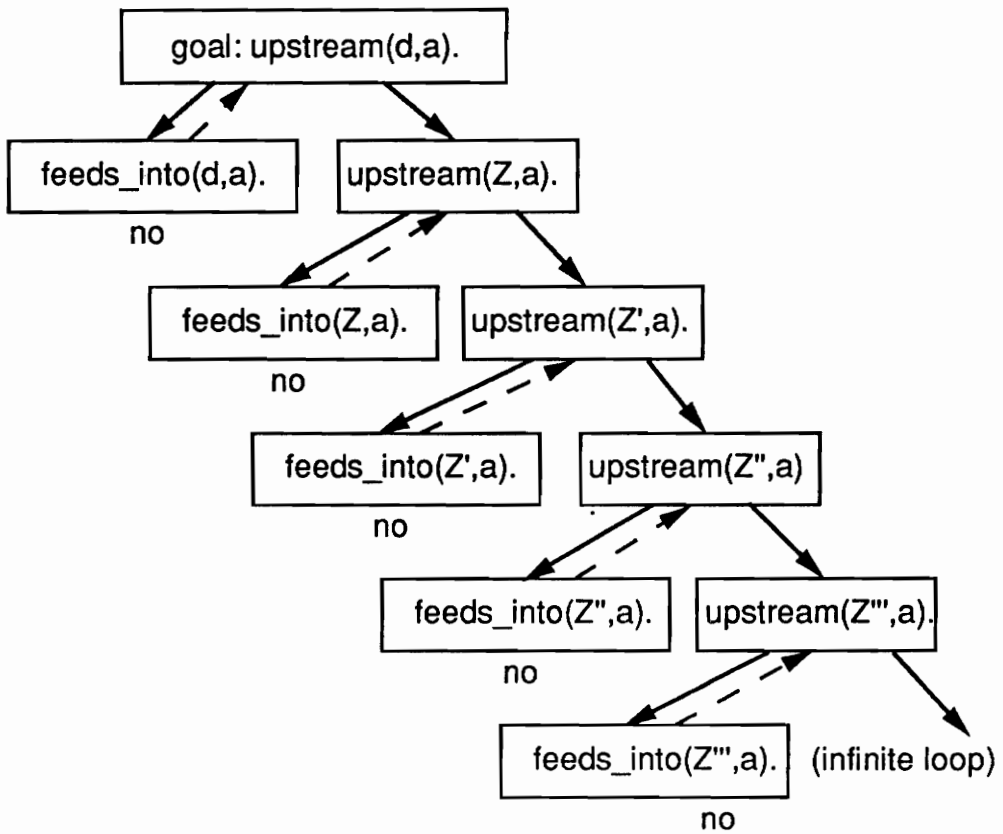 goal: upstream(d,a).
feeds_into(d,a).
upstream(Z,a).
no
feeds_into(Z,a).
upstream(Z',a).
no
feeds_into(Z',a).
upstream(Z",a)
no
feeds_into(Z",a).
upstream(Z"',a).
no
feeds_into(Z"',a).
(infinite loop)
no